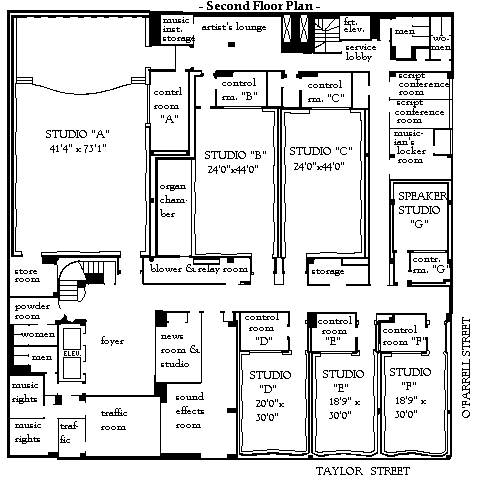 - Second Floor Plan -
music
inst.
storage
artist's lounge
frt.
elev.
men
wo-
men
service
lobby
contrl
room
"A"
control
rm. "B"
control
rm. "C"
script
conference
room
script
conference
room
music-
ian's
locker
room
STUDIO "A"
41'4" x 73'1"
STUDIO "B"
24'0"x44'0"
STUDIO "C"
24'0"x44'0"
organ
cham-
ber
SPEAKER
STUDIO
"G"
contr.
rm. "G"
store
room
blower & relay room
storage
powder
room
women
men
ELEV.
foyer
news
room &
studio
control
room
"D"
control
room
"E"
control
room "F"
STUDIO
"D"
20'0"x
30'0"
STUDIO
"E"
18'9" x
30'0"
STUDIO
"F"
18'9" x
30'0"
music
rights
music
rights
traf-
fic
traffic
room
sound
effects
room
O'FARRELL STREET
TAYLOR STREET